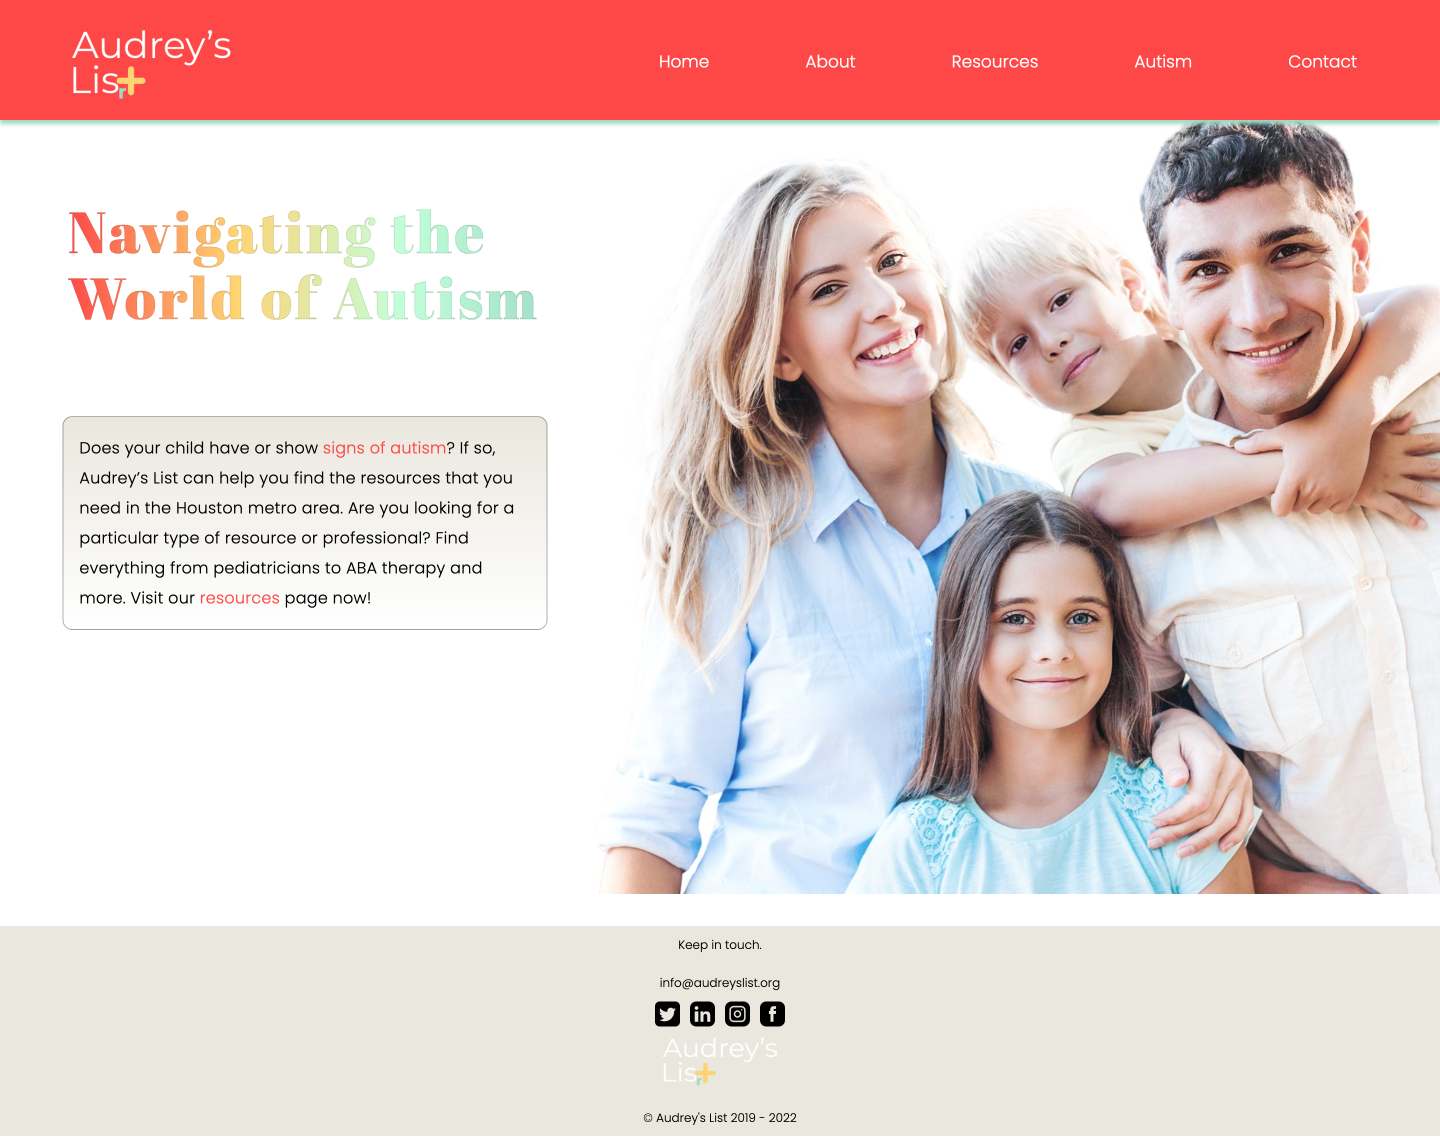 Audrey’s
List
Home
About
Resources
Autism
Contact
Navigating the
World of Autism
Does your child have or show signs of autism? If so,
Audrey’s List can help you find the resources that you
need in the Houston metro area. Are you looking for a
particular type of resource or professional? Find
everything from pediatricians to ABA therapy and
more. Visit our resources page now!
Keep in touch.
info@audreyslist.org
Audrey’s
List
© Audrey's List 2019 - 2022